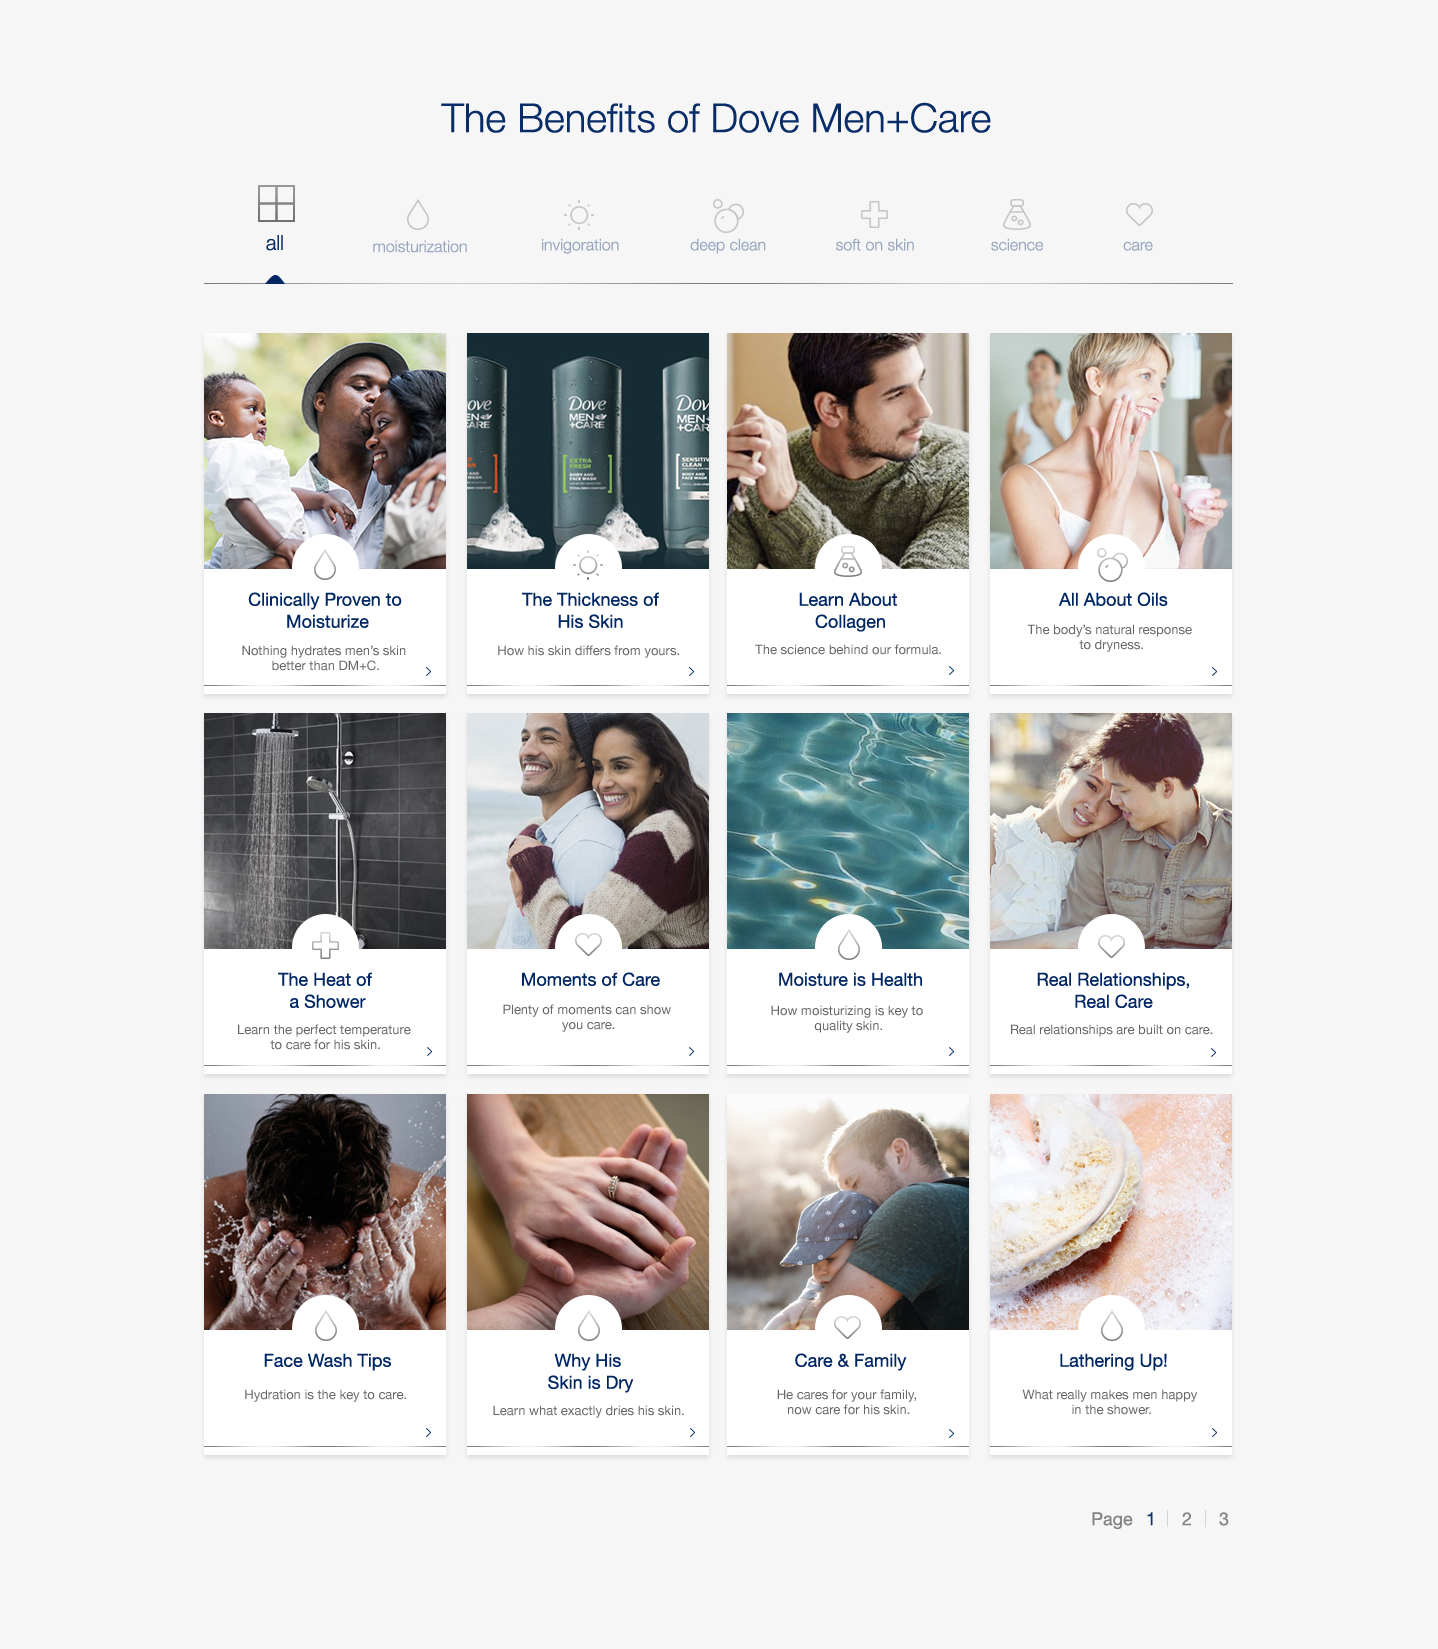 The Benefits of Dove Men+Care
all
moisturization
invigoration
deep clean
soft on skin
science
care
Dove
MEN
+CARE
EXTRA
FRESH
BODY AND
FACE WASH
Dov
MEN
+CAR
SENSITIV
CLEAN
Clinically Proven to
Moisturize
Nothing hydrates men's skin
better than DM+C.
The Thickness of
His Skin
How his skin differs from yours.
Learn About
Collagen
The science behind our formula.
All About Oils
The body's natural response
to dryness.
The Heat of
a Shower
Learn the perfect temperature
to care for his skin.
Moments of Care
Plenty of moments can show
you care.
Moisture is Health
How moisturizing is key to
quality skin.
Real Relationships,
Real Care
Real relationships are built on care.
Face Wash Tips
Hydration is the key to care.
Why His
Skin is Dry
Learn what exactly dries his skin.
Care & Family
He cares for your family,
now care for his skin.
Lathering Up!
What really makes men happy
in the shower.
Page 1 2 3